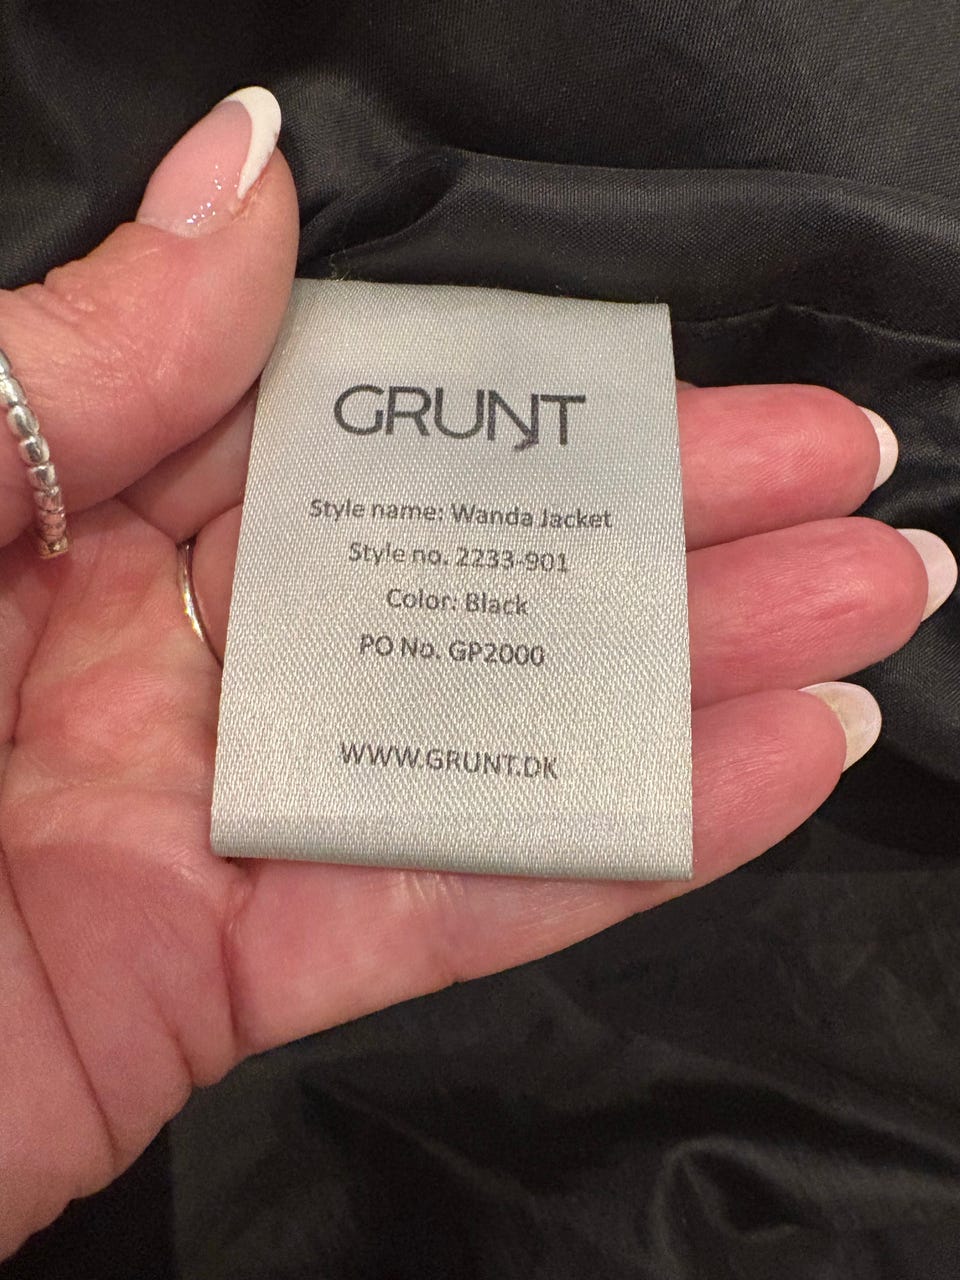 GRUNT
Style name: Wanda Jacket
Style no. 2233-901
Color: Black
PO No. GP2000
WWW.GRUNT.DK